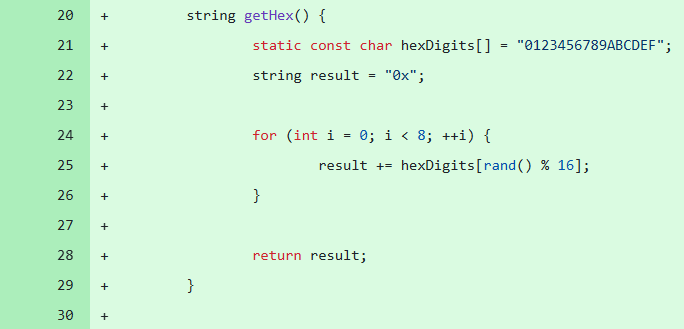 20 + string getHex() {
21 + static const char hexDigits[] = "0123456789ABCDEF";
22 + string result = "0x";
23 +
24 + for (int i = 0; i < 8; ++i) {
25 + result += hexDigits[rand() % 16];
26 + }
27 +
28 + return result;
29 + }
30 +